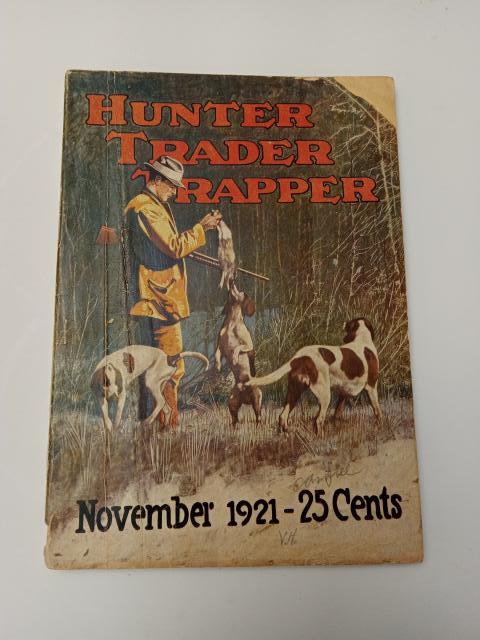 HUNTER
TRADER
TRAPPER
November 1921 - 25 Cents
V.H.